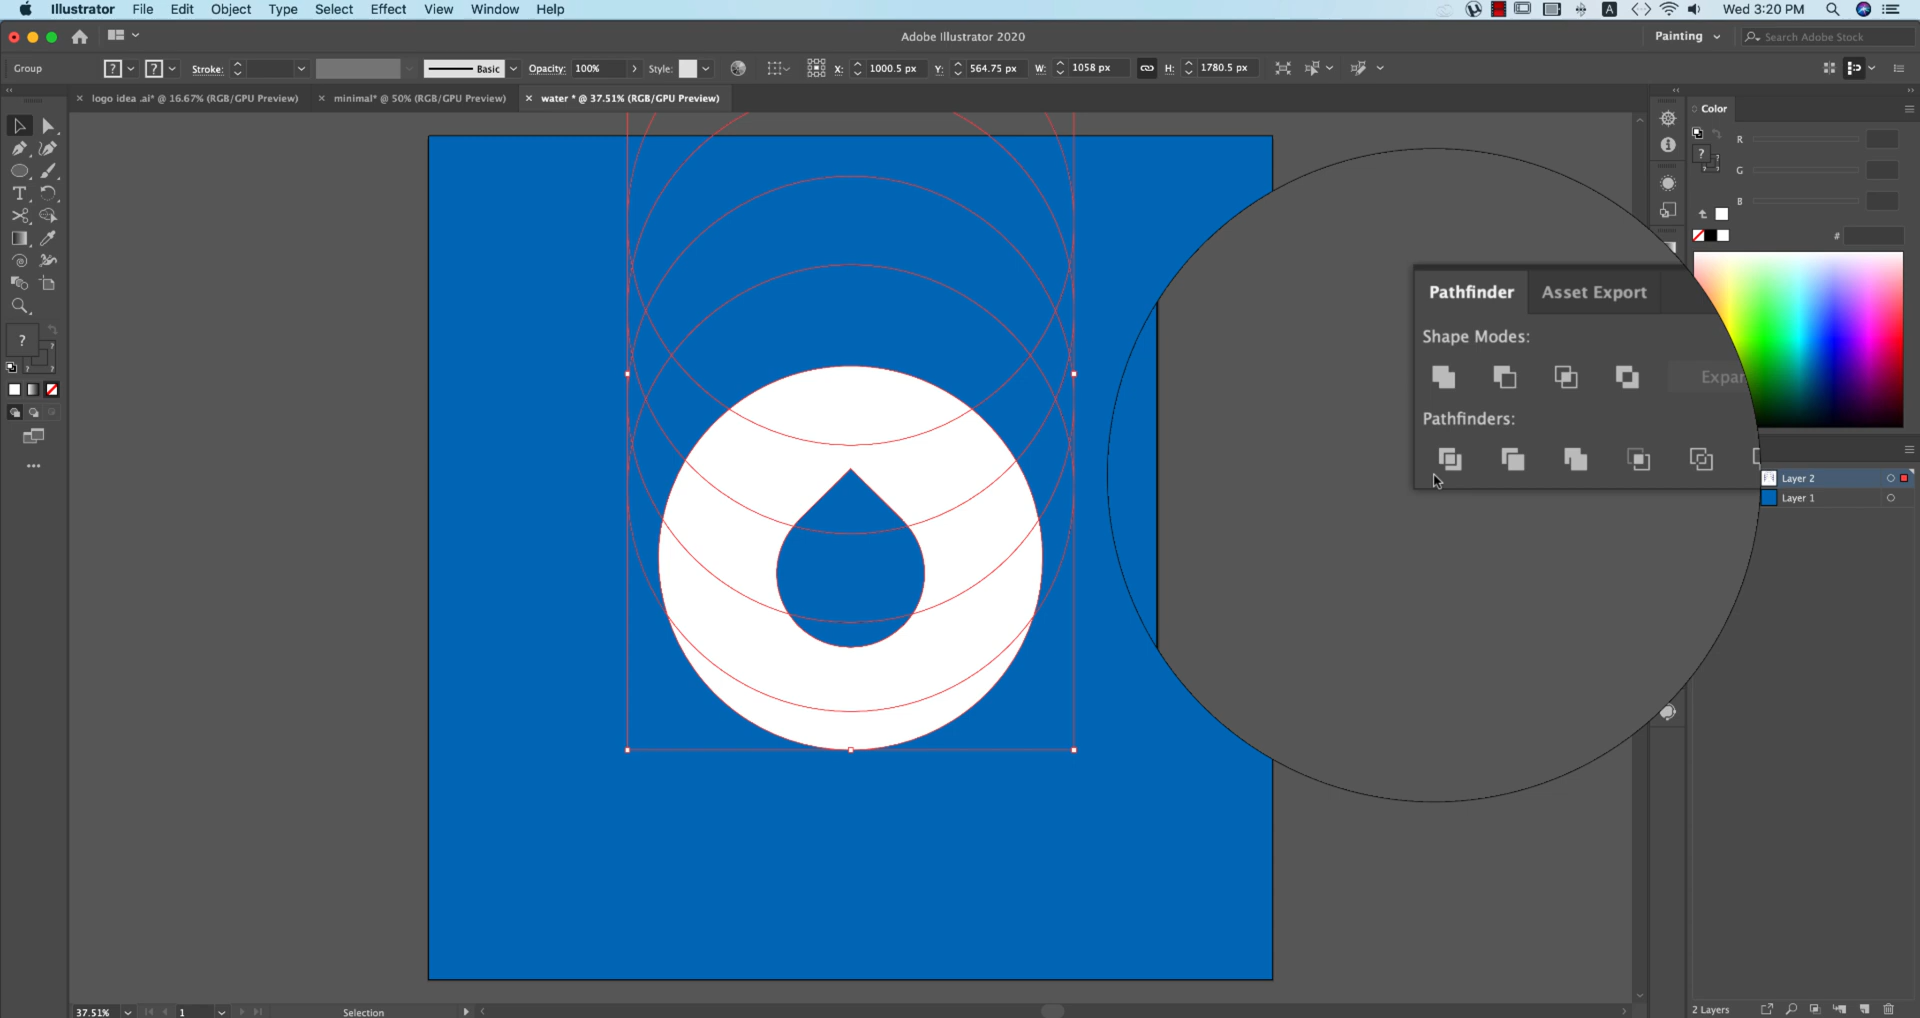 Illustrator File Edit Object Type Select Effect View Window Help A Wed 3:20 PM
Adobe Illustrator 2020 Painting Search Adobe Stock
Group ? ? Stroke: Basic Opacity: 100% Style: X: 1000.5 px Y: 564.75 px W: 1058 px H: 1780.5 px
logo idea .ai* @ 16.67% (RGB/GPU Preview) minimal* @ 50% (RGB/GPU Preview) water * @ 37.51% (RGB/GPU Preview)
Color
R
? ?
G
B
#
?
Pathfinder Asset Export
Shape Modes:
Expan
Pathfinders:
Layer 2
Layer 1
37.51% 1 Selection 2 Layers